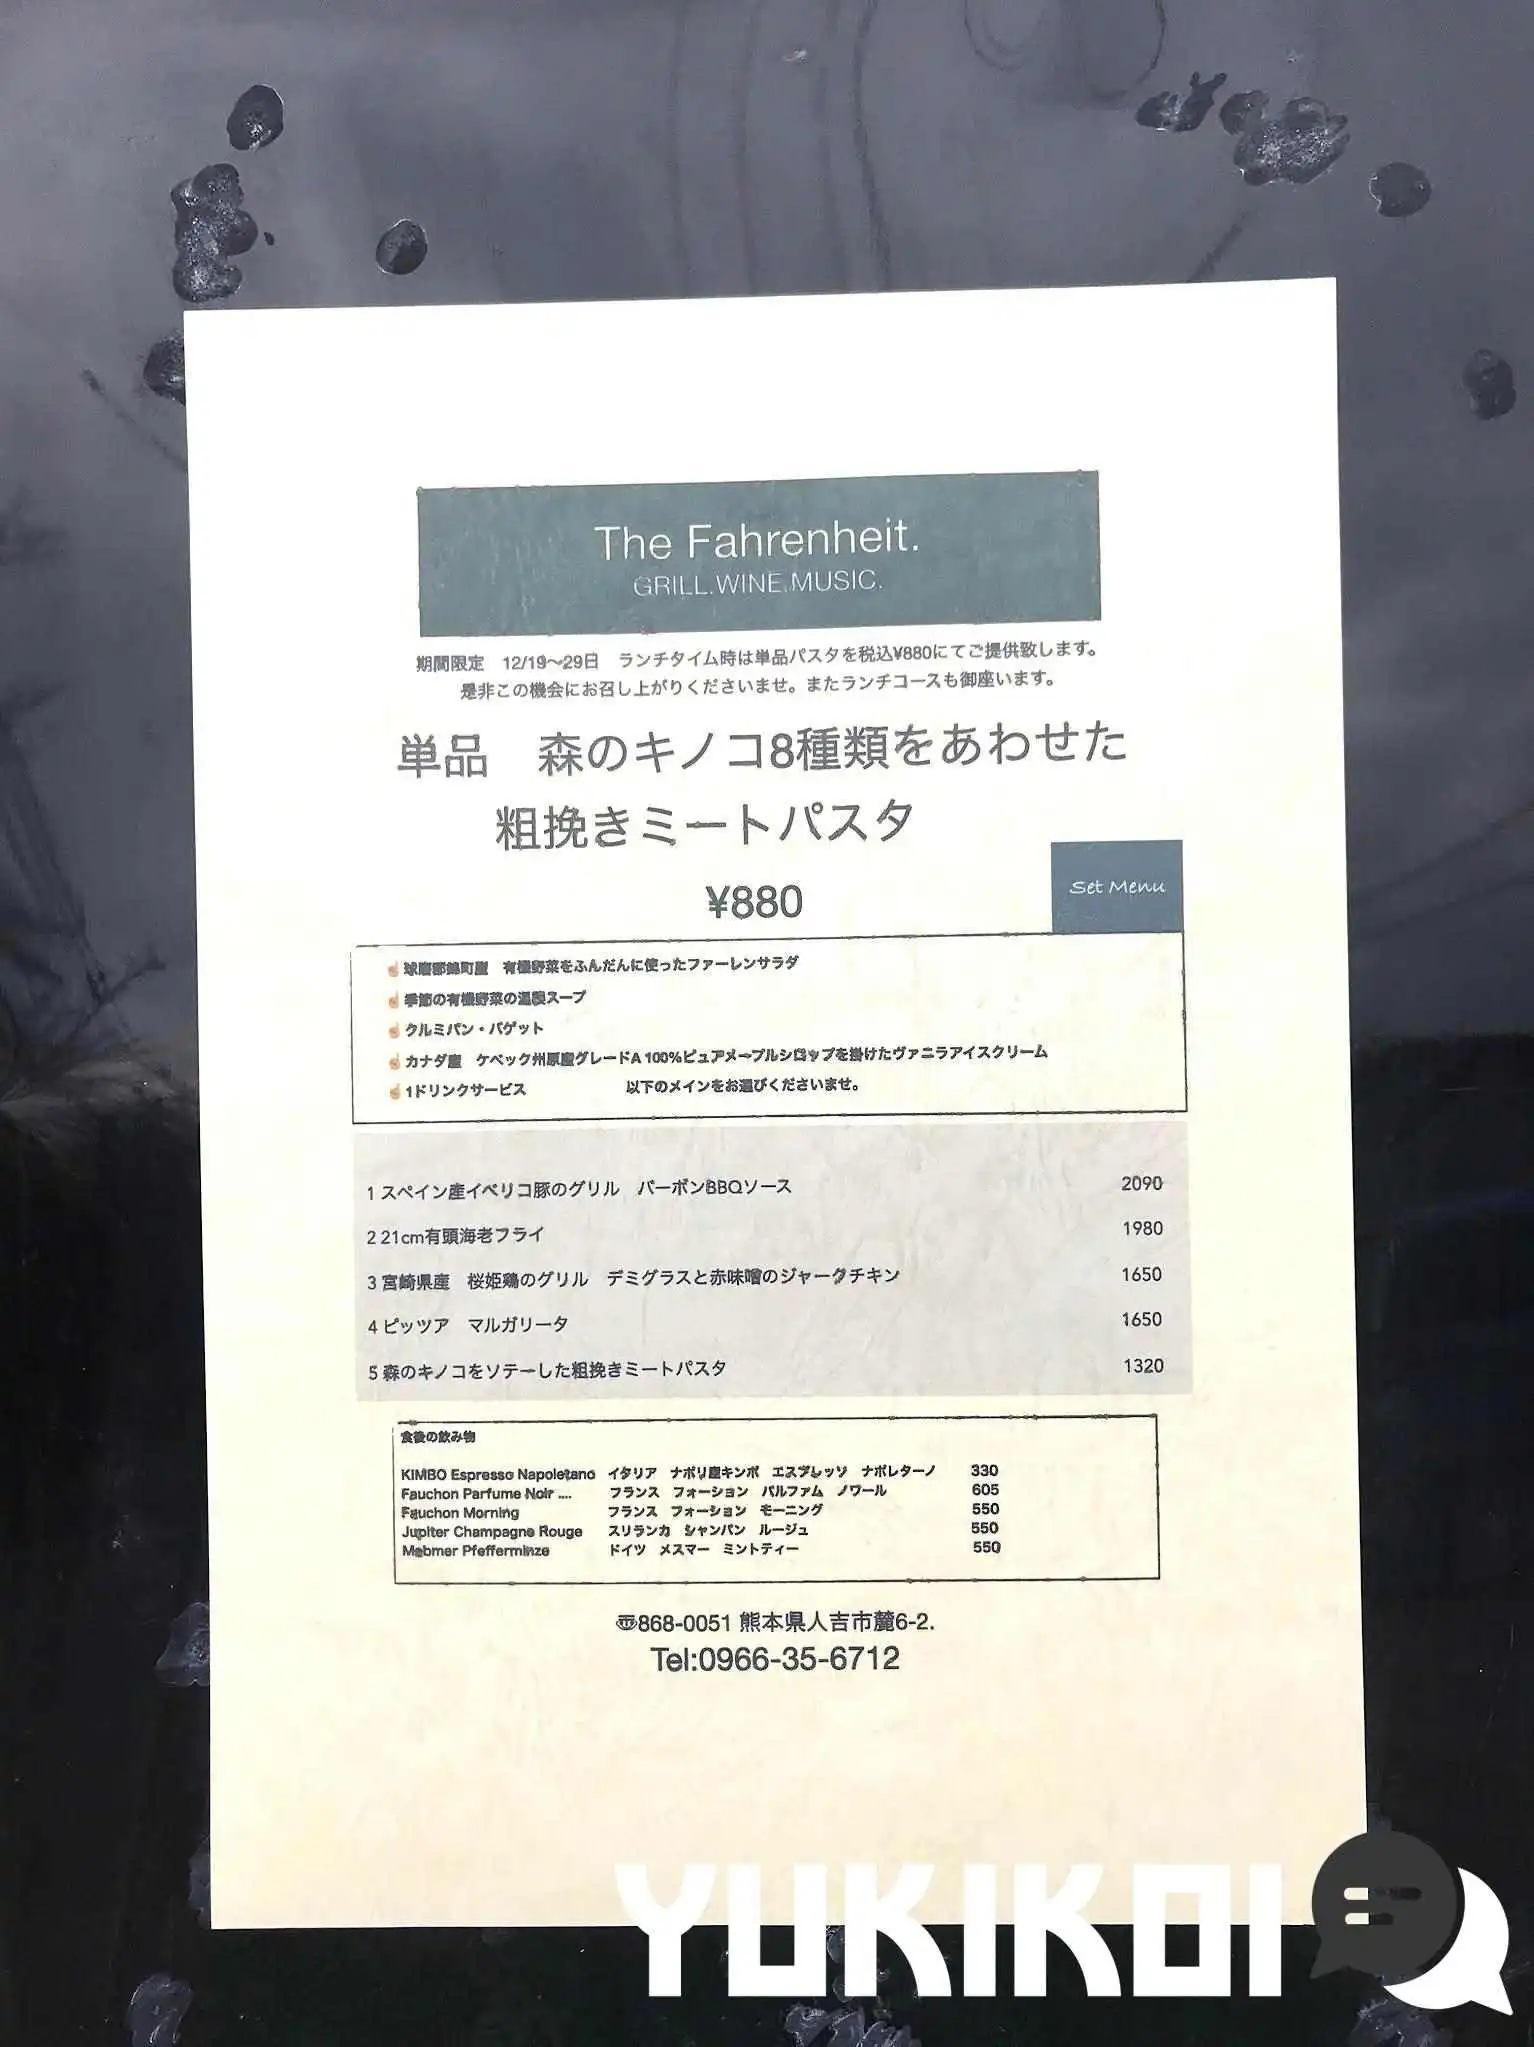 The Fahrenheit.
GRILL.WINE.MUSIC.
期間限定　12/19〜29日　ランチタイム時は単品パスタを税込¥880にてご提供致します。
是非この機会にお召し上がりくださいませ。またランチコースも御座います。
単品　森のキノコ8種類をあわせた
粗挽きミートパスタ
¥880
Set Menu
☝球磨郡錦町産　有機野菜をふんだんに使ったファーレンサラダ
☝季節の有機野菜の温製スープ
☝クルミパン・バゲット
☝カナダ産　ケベック州原産グレードA 100%ピュアメープルシロップを掛けたヴァニラアイスクリーム
☝1ドリンクサービス　以下のメインをお選びくださいませ。
1 スペイン産イベリコ豚のグリル　バーボンBBQソース 2090
2 21cm有頭海老フライ 1980
3 宮崎県産　桜姫鶏のグリル　デミグラスと赤味噌のジャークチキン 1650
4 ピッツア　マルガリータ 1650
5 森のキノコをソテーした粗挽きミートパスタ 1320
食後の飲み物
KIMBO Espresso Napoletano　イタリア　ナポリ産キンボ　エスプレッソ　ナポレターノ 330
Fauchon Parfume Noir ....　フランス　フォーション　パルファム　ノワール 605
Fauchon Morning　フランス　フォーション　モーニング 550
Jupiter Champagne Rouge　スリランカ　シャンパン　ルージュ 550
Mebmer Pfefferminze　ドイツ　メスマー　ミントティー 550
〠868-0051 熊本県人吉市麓6-2.
Tel:0966-35-6712
YUKIKOI